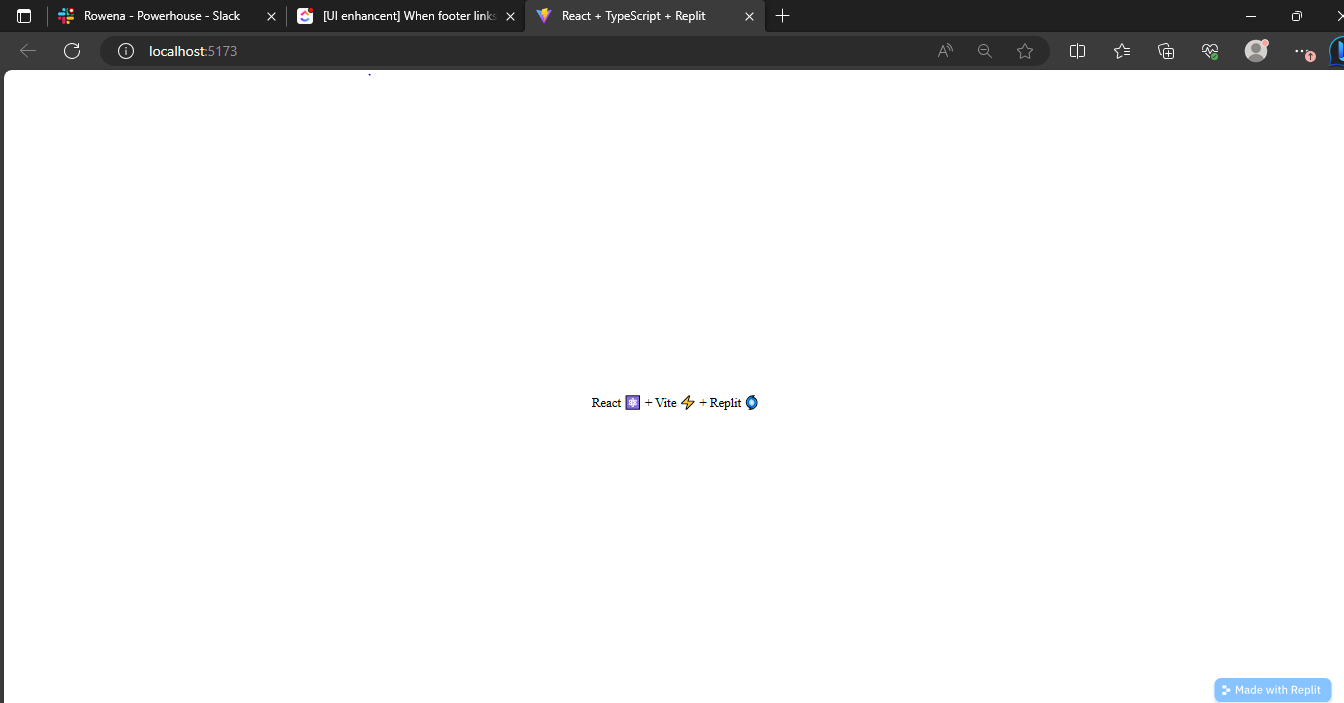 Rowena - Powerhouse - Slack
[UI enhancent] When footer links
React + TypeScript + Replit
localhost:5173
React ⚛️ + Vite ⚡ + Replit 🌀
Made with Replit